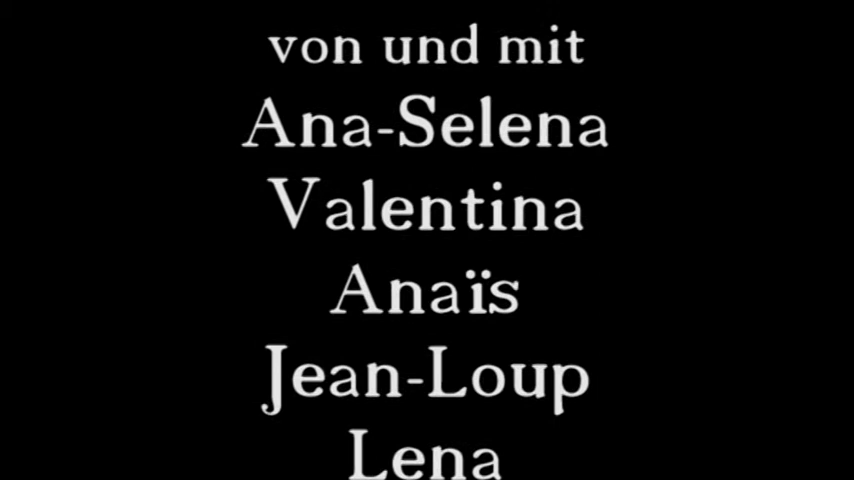 von und mit
Ana-Selena
Valentina
Anaïs
Jean-Loup
Lena